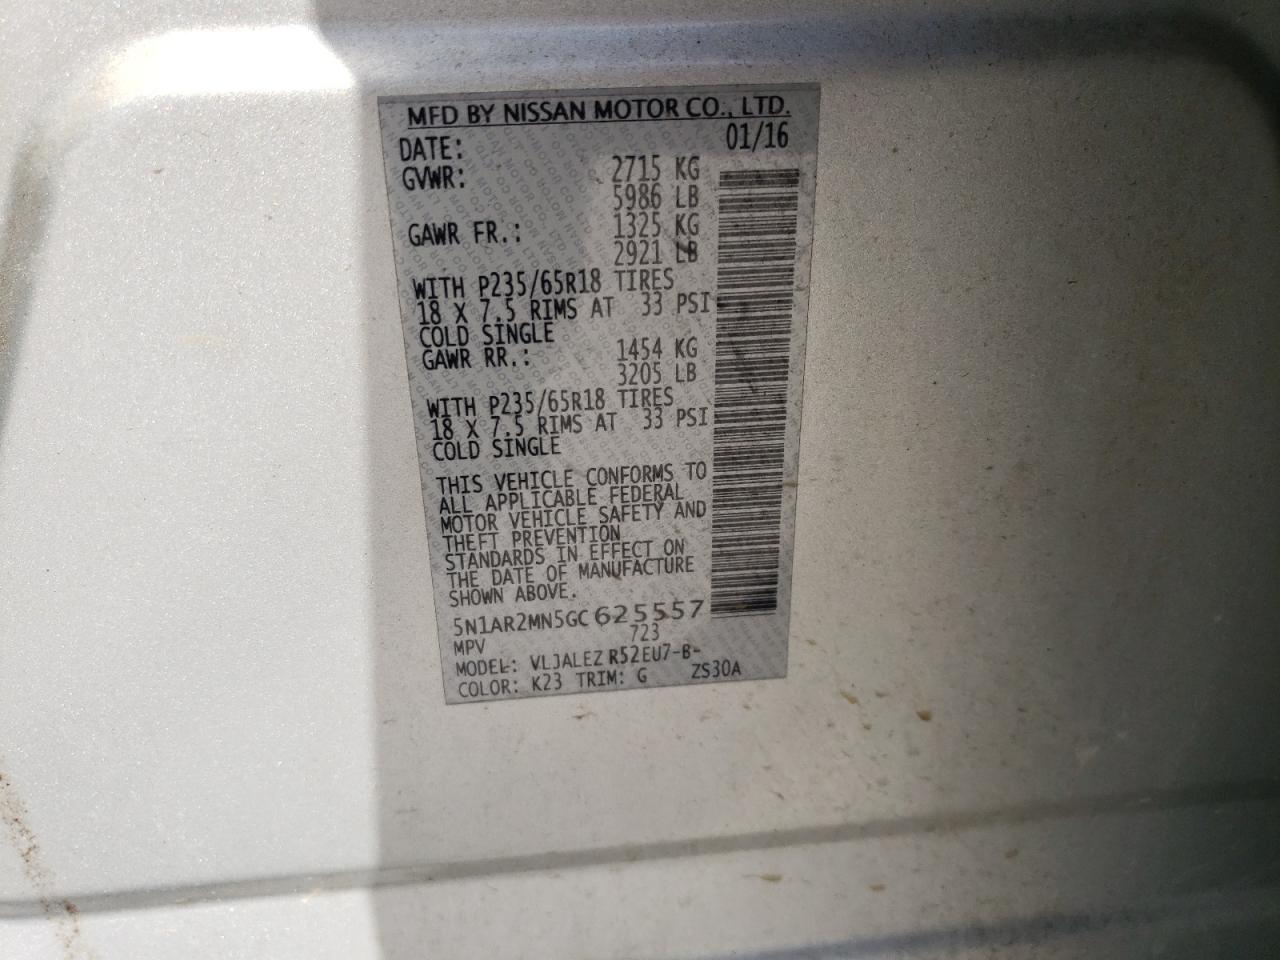 MFD BY NISSAN MOTOR CO., LTD.
DATE: 01/16
GVWR: 2715 KG
5986 LB
GAWR FR.: 1325 KG
2921 LB
WITH P235/65R18 TIRES
18 X 7.5 RIMS AT 33 PSI
COLD SINGLE
GAWR RR.: 1454 KG
3205 LB
WITH P235/65R18 TIRES
18 X 7.5 RIMS AT 33 PSI
COLD SINGLE
THIS VEHICLE CONFORMS TO
ALL APPLICABLE FEDERAL
MOTOR VEHICLE SAFETY AND
THEFT PREVENTION
STANDARDS IN EFFECT ON
THE DATE OF MANUFACTURE
SHOWN ABOVE.
5N1AR2MN5GC625557
MPV 723
MODEL: VLJALEZ R52EU7-B-
COLOR: K23 TRIM: G ZS30A